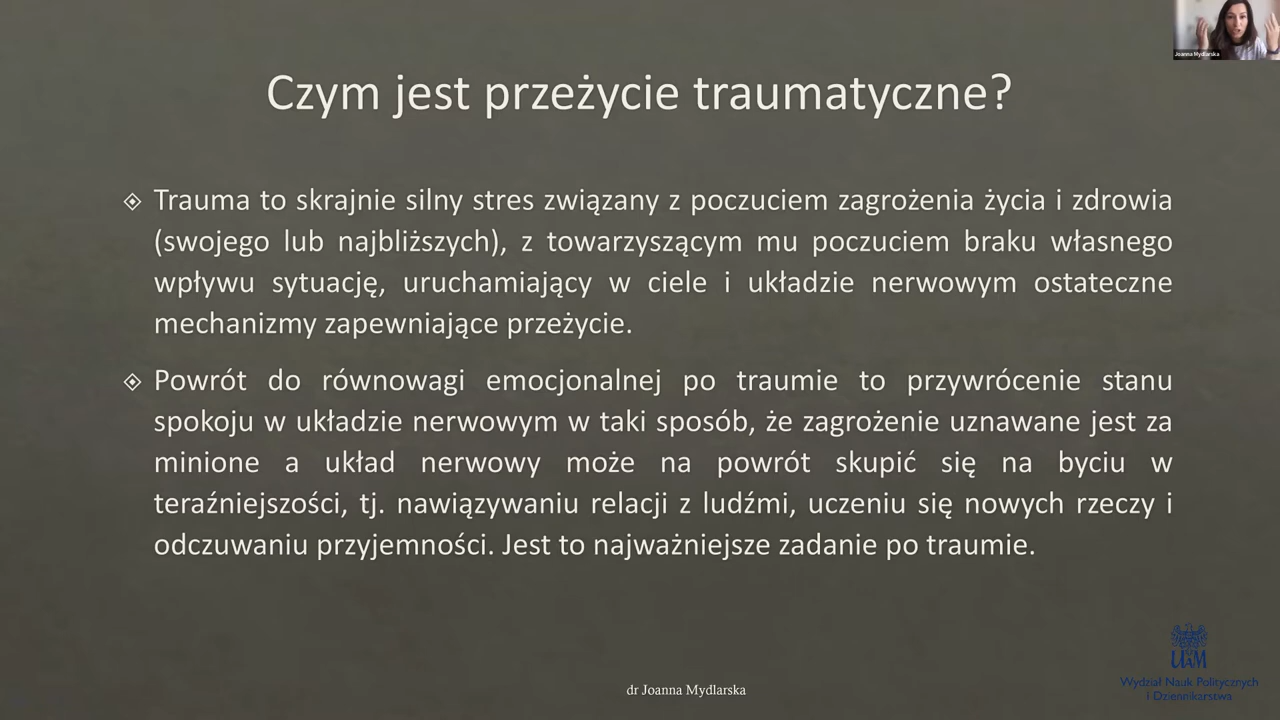 Joanna Mydlarska
Czym jest przeżycie traumatyczne?
Trauma to skrajnie silny stres związany z poczuciem zagrożenia życia i zdrowia
(swojego lub najbliższych), z towarzyszącym mu poczuciem braku własnego
wpływu sytuację, uruchamiający w ciele i układzie nerwowym ostateczne
mechanizmy zapewniające przeżycie.
Powrót do równowagi emocjonalnej po traumie to przywrócenie stanu
spokoju w układzie nerwowym w taki sposób, że zagrożenie uznawane jest za
minione a układ nerwowy może na powrót skupić się na byciu w
teraźniejszości, tj. nawiązywaniu relacji z ludźmi, uczeniu się nowych rzeczy i
odczuwaniu przyjemności. Jest to najważniejsze zadanie po traumie.
UAM
Wydział Nauk Politycznych
i Dziennikarstwa
dr Joanna Mydlarska